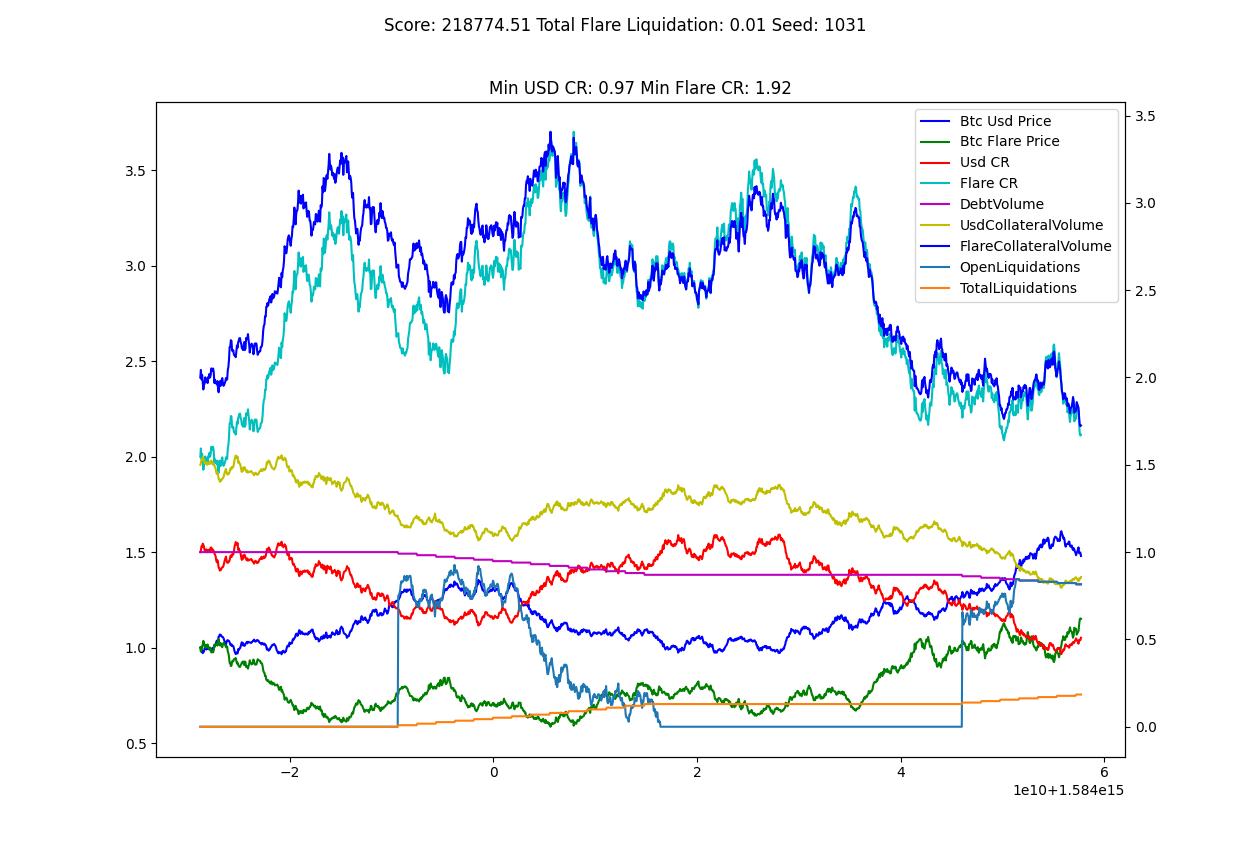 Score: 218774.51 Total Flare Liquidation: 0.01 Seed: 1031
Min USD CR: 0.97 Min Flare CR: 1.92
Btc Usd Price
Btc Flare Price
Usd CR
Flare CR
DebtVolume
UsdCollateralVolume
FlareCollateralVolume
OpenLiquidations
TotalLiquidations
3.5
3.0
2.5
2.0
1.5
1.0
0.5
3.5
3.0
2.5
2.0
1.5
1.0
0.5
0.0
−2
0
2
4
6
1e10+1.584e15